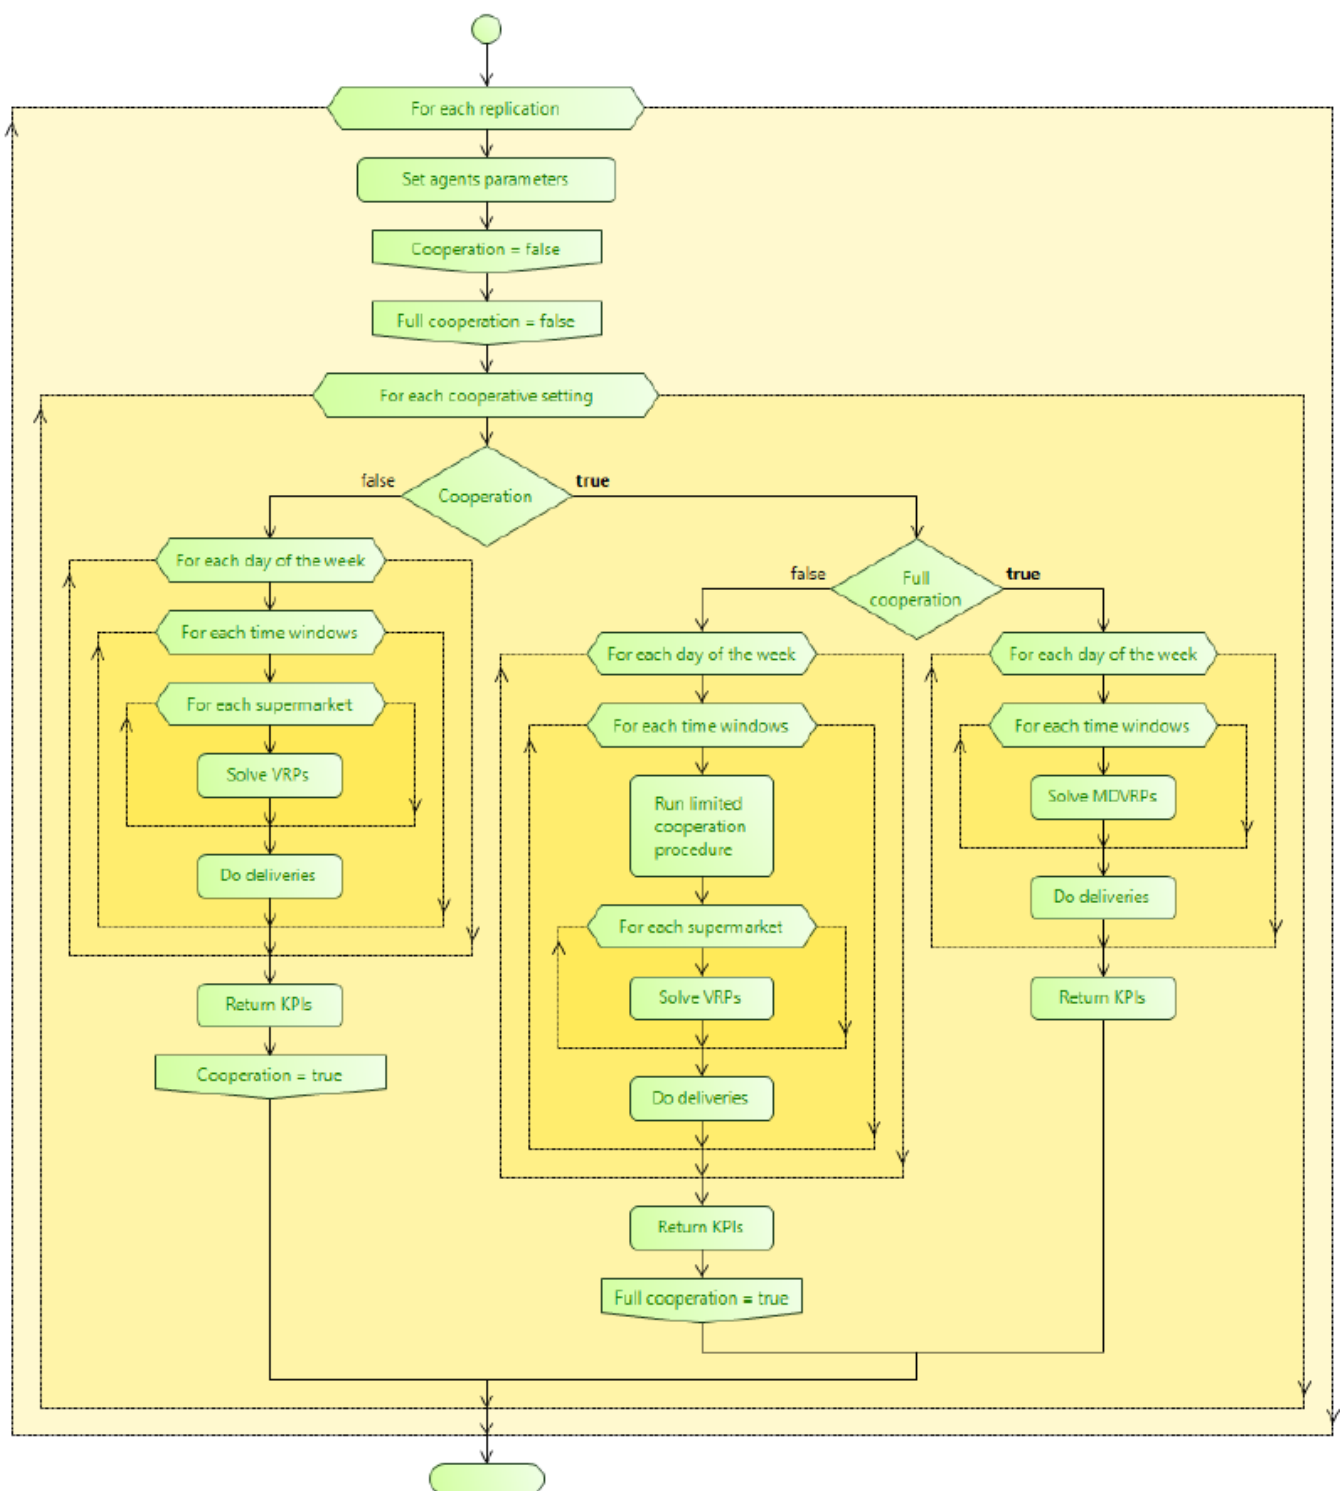 For each replication
Set agents parameters
Cooperation = false
Full cooperation = false
For each cooperative setting
false
Cooperation
true
For each day of the week
For each time windows
For each supermarket
Solve VRPs
Do deliveries
Return KPIs
Cooperation = true
false
Full
cooperation
true
For each day of the week
For each time windows
Run limited
cooperation
procedure
For each supermarket
Solve VRPs
Do deliveries
Return KPIs
Full cooperation = true
For each day of the week
For each time windows
Solve MDVRPs
Do deliveries
Return KPIs